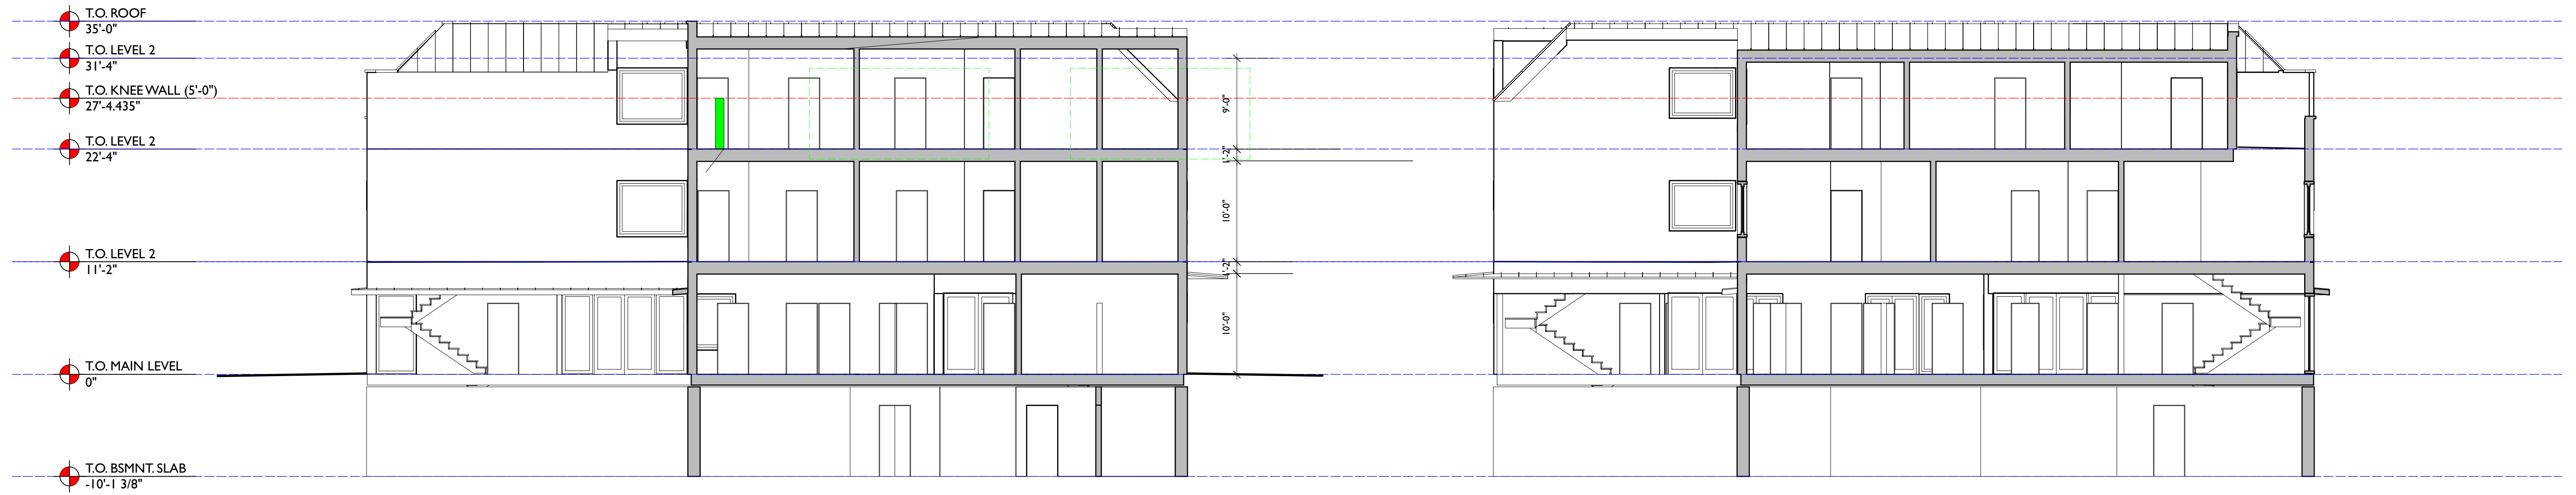 T.O. ROOF
35'-0"
T.O. LEVEL 2
31'-4"
T.O. KNEE WALL (5'-0")
27'-4.435"
T.O. LEVEL 2
22'-4"
T.O. LEVEL 2
11'-2"
T.O. MAIN LEVEL
0"
T.O. BSMNT. SLAB
-10'-1 3/8"
9'-0"
1'-2"
10'-0"
1'-2"
10'-0"